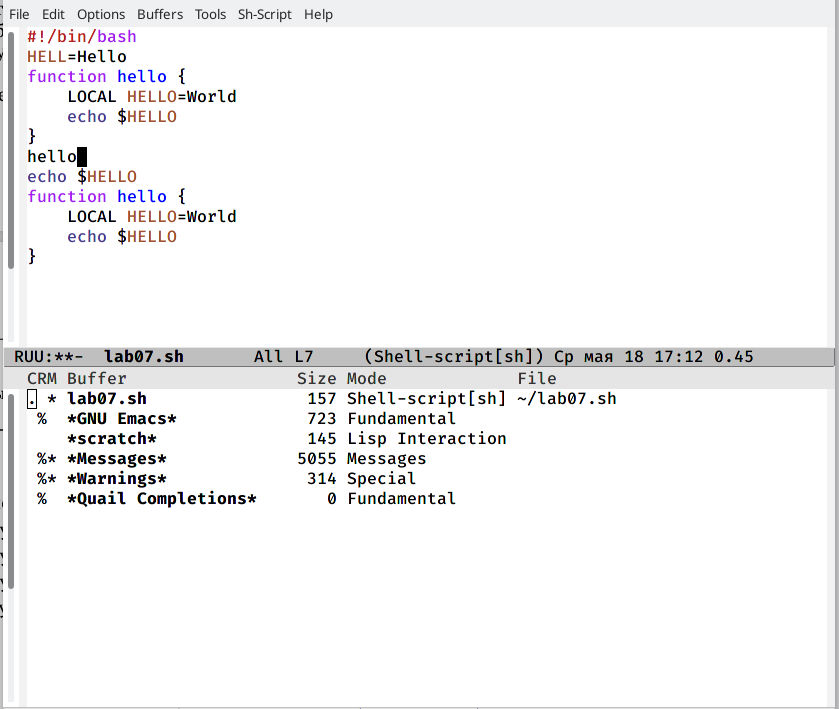 File Edit Options Buffers Tools Sh-Script Help
#!/bin/bash
HELL=Hello
function hello {
    LOCAL HELLO=World
    echo $HELLO
}
hello
echo $HELLO
function hello {
    LOCAL HELLO=World
    echo $HELLO
}
RUU:**-  lab07.sh       All L7     (Shell-script[sh]) Ср мая 18 17:12 0.45
CRM Buffer                 Size Mode             File
. * lab07.sh                157 Shell-script[sh] ~/lab07.sh
 %  *GNU Emacs*             723 Fundamental
    *scratch*               145 Lisp Interaction
 %* *Messages*             5055 Messages
 %* *Warnings*              314 Special
 %  *Quail Completions*       0 Fundamental